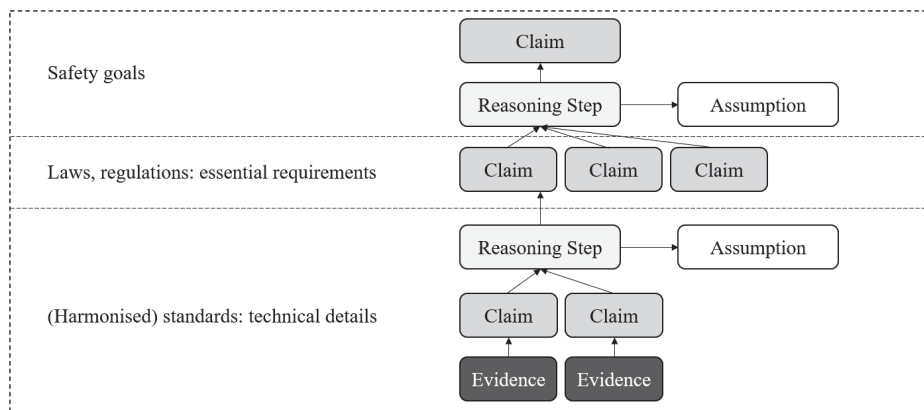 Claim
Safety goals
Reasoning Step
Assumption
Laws, regulations: essential requirements
Claim
Claim
Claim
Reasoning Step
Assumption
(Harmonised) standards: technical details
Claim
Claim
Evidence
Evidence